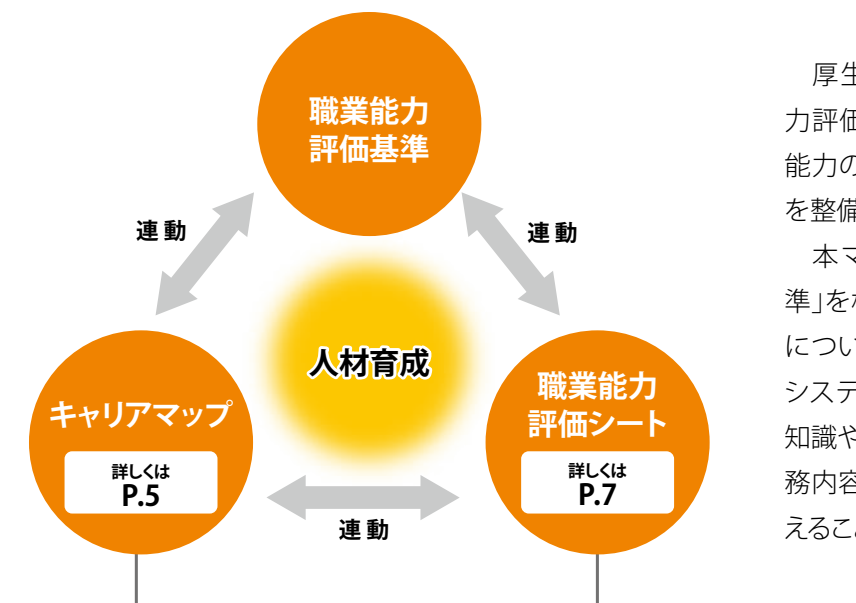 職業能力
評価基準
連動
連動
人材育成
キャリアマップ
詳しくは
P.5
職業能力
評価シート
詳しくは
P.7
連動
厚生
力評価
能力の
を整備
本マ
準」を
につい
システ
知識や
務内容
えるこ